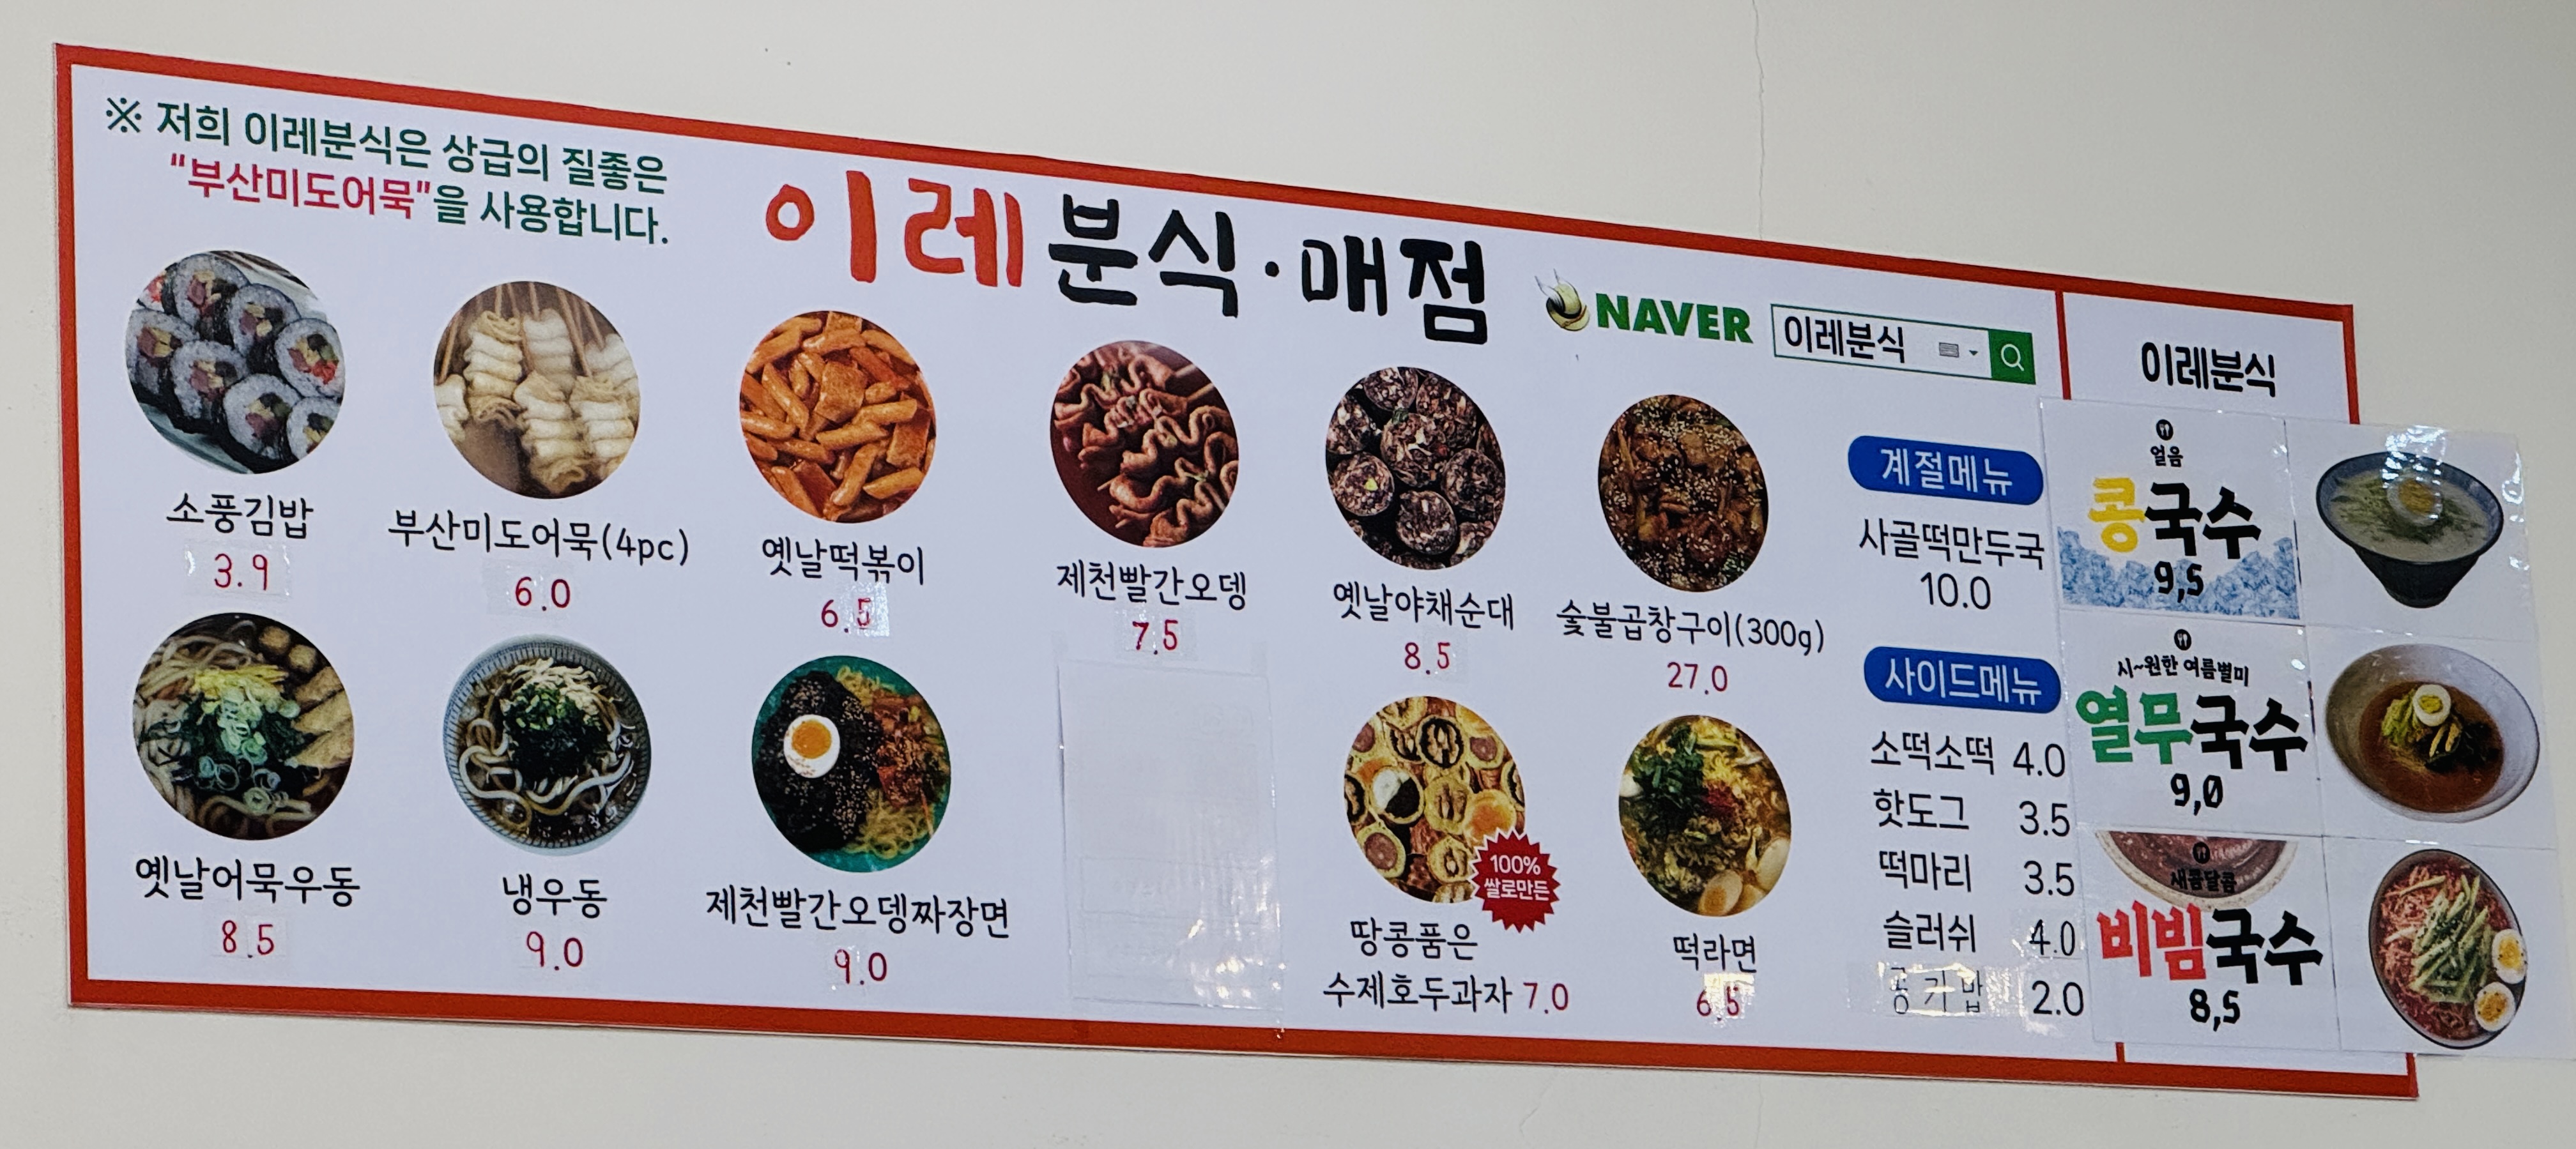 ※ 저희 이레분식은 상급의 질좋은
“부산미도어묵”을 사용합니다.
이레분식·매점
NAVER 이레분식
이레분식
소풍김밥
3.9
부산미도어묵(4pc)
6.0
옛날떡볶이
6.5
제천빨간오뎅
7.5
옛날야채순대
8.5
숯불곱창구이(300g)
27.0
옛날어묵우동
8.5
냉우동
9.0
제천빨간오뎅짜장면
9.0
100%
쌀로만든
땅콩품은
수제호두과자 7.0
떡라면
6.5
계절메뉴
사골떡만두국
10.0
사이드메뉴
소떡소떡 4.0
핫도그 3.5
떡마리 3.5
슬러쉬 4.0
공기밥 2.0
얼음
콩국수
9,5
시~원한 여름별미
열무국수
9,0
새콤달콤
비빔국수
8,5